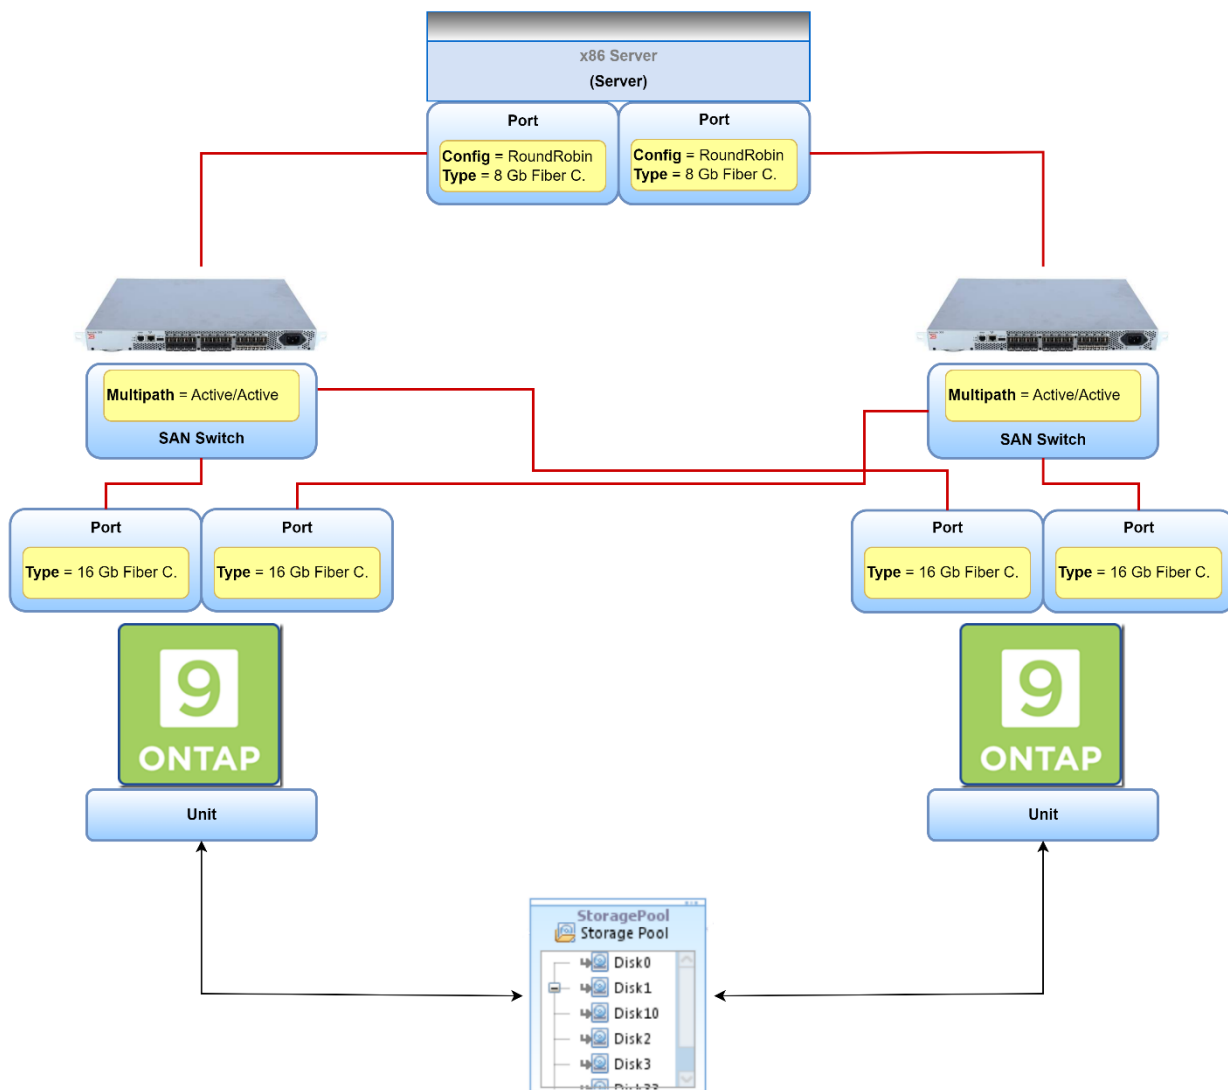 x86 Server
(Server)
Port
Config = RoundRobin
Type = 8 Gb Fiber C.
Port
Config = RoundRobin
Type = 8 Gb Fiber C.
Multipath = Active/Active
SAN Switch
Multipath = Active/Active
SAN Switch
Port
Type = 16 Gb Fiber C.
Port
Type = 16 Gb Fiber C.
Port
Type = 16 Gb Fiber C.
Port
Type = 16 Gb Fiber C.
9
ONTAP
Unit
9
ONTAP
Unit
StoragePool
Storage Pool
Disk0
Disk1
Disk10
Disk2
Disk3